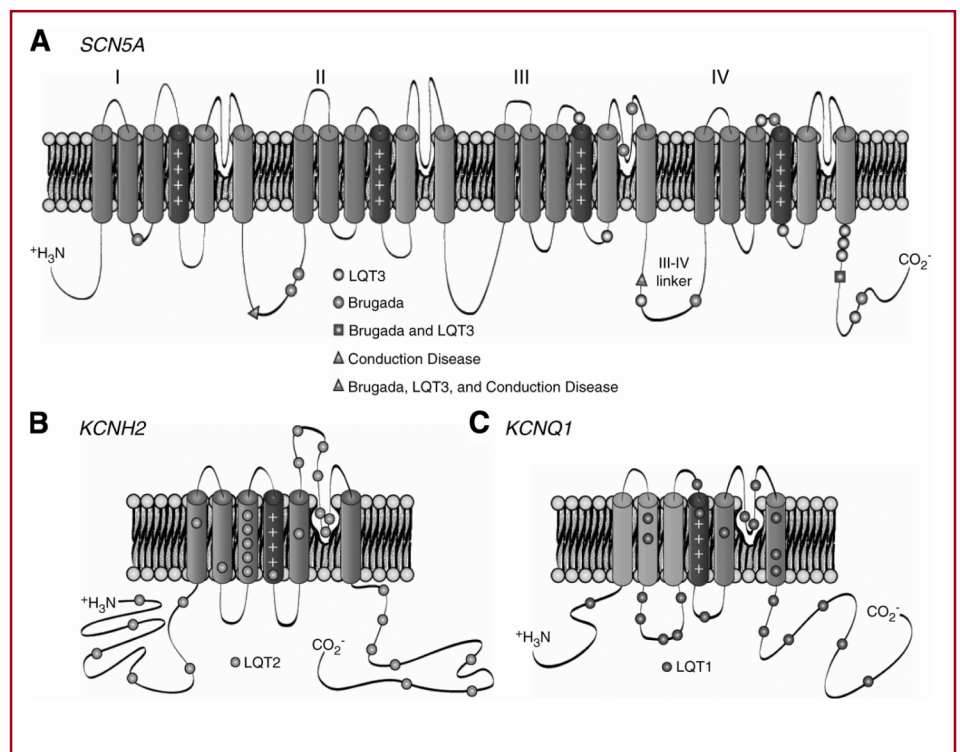 A SCN5A
I II III IV
+ + + +
+ + + +
+ + + +
+ + + +
⁺H₃N
CO₂⁻
III-IV
linker
LQT3
Brugada
Brugada and LQT3
Conduction Disease
Brugada, LQT3, and Conduction Disease
B KCNH2
+ + + +
⁺H₃N
CO₂⁻
LQT2
C KCNQ1
+ + + +
⁺H₃N
CO₂⁻
LQT1